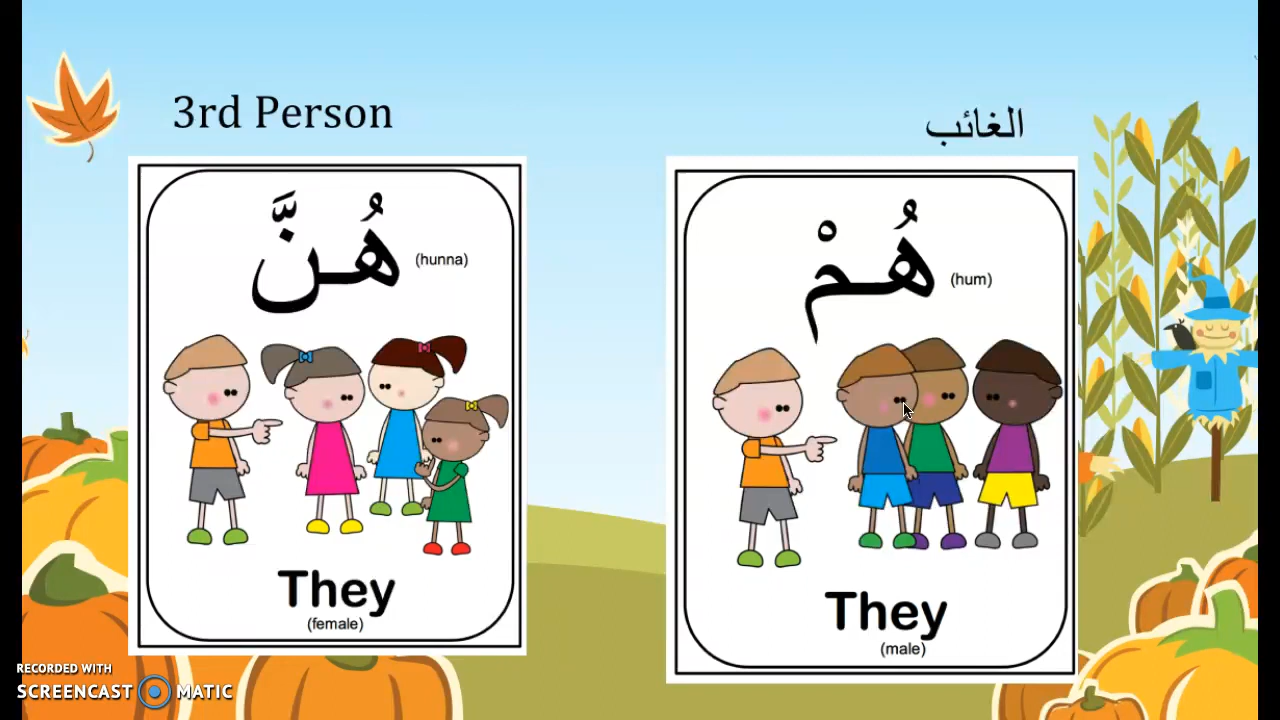 3rd Person
الغائب
هُنَّ (hunna)
They
(female)
هُمْ (hum)
They
(male)
RECORDED WITH
SCREENCAST MATIC